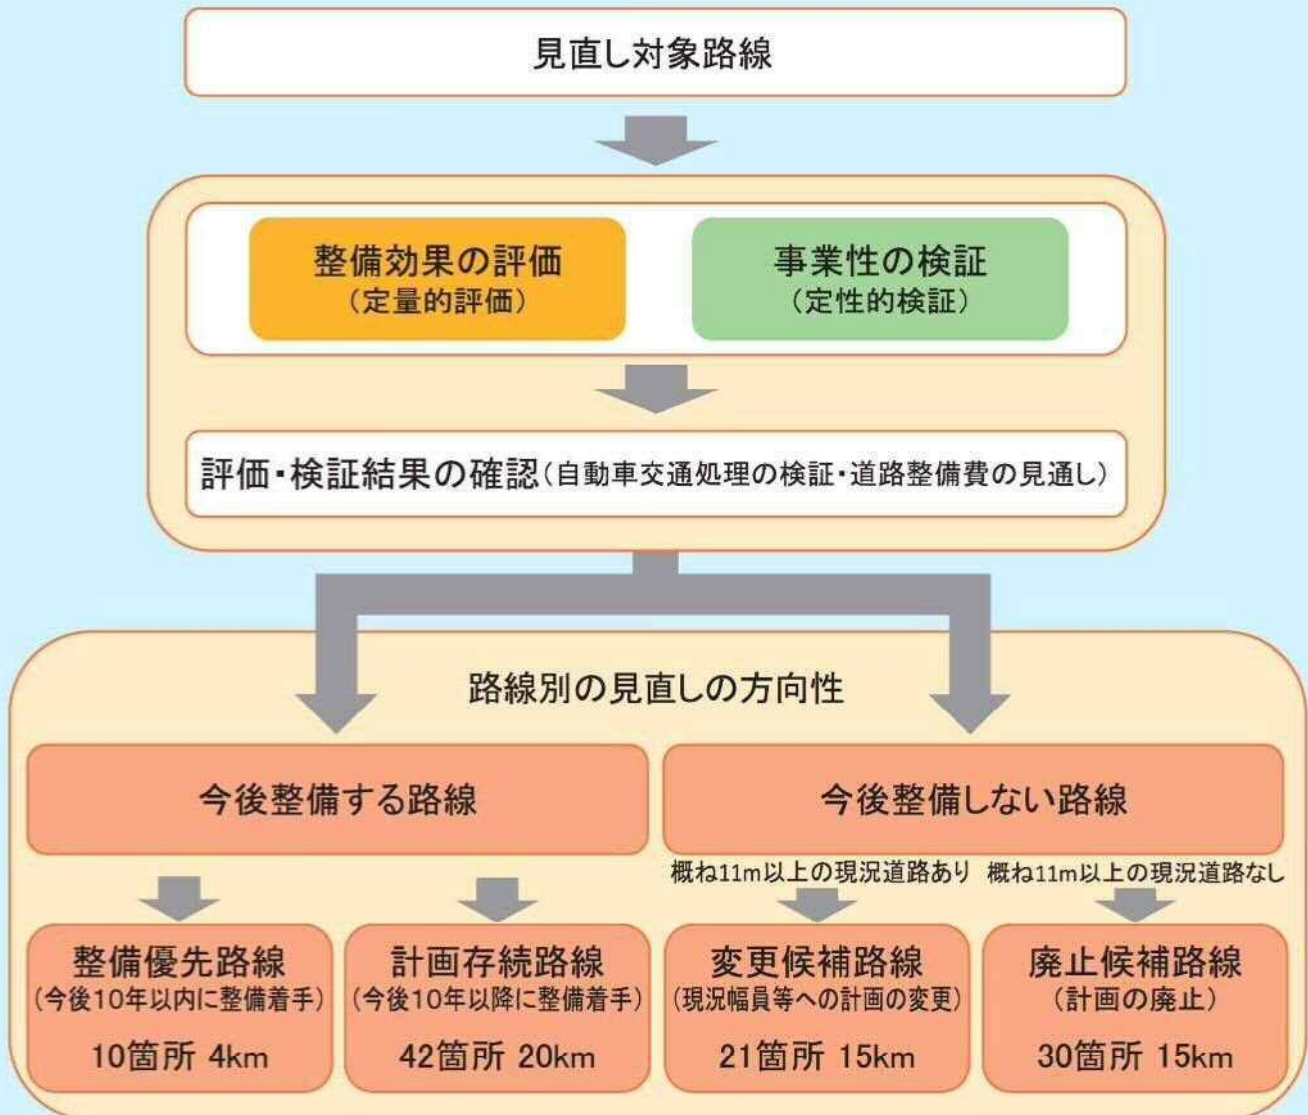 見直し対象路線
整備効果の評価
(定量的評価)
事業性の検証
(定性的検証)
評価・検証結果の確認(自動車交通処理の検証・道路整備費の見通し)
路線別の見直しの方向性
今後整備する路線
今後整備しない路線
概ね11m以上の現況道路あり
概ね11m以上の現況道路なし
整備優先路線
(今後10年以内に整備着手)
10箇所 4km
計画存続路線
(今後10年以降に整備着手)
42箇所 20km
変更候補路線
(現況幅員等への計画の変更)
21箇所 15km
廃止候補路線
(計画の廃止)
30箇所 15km